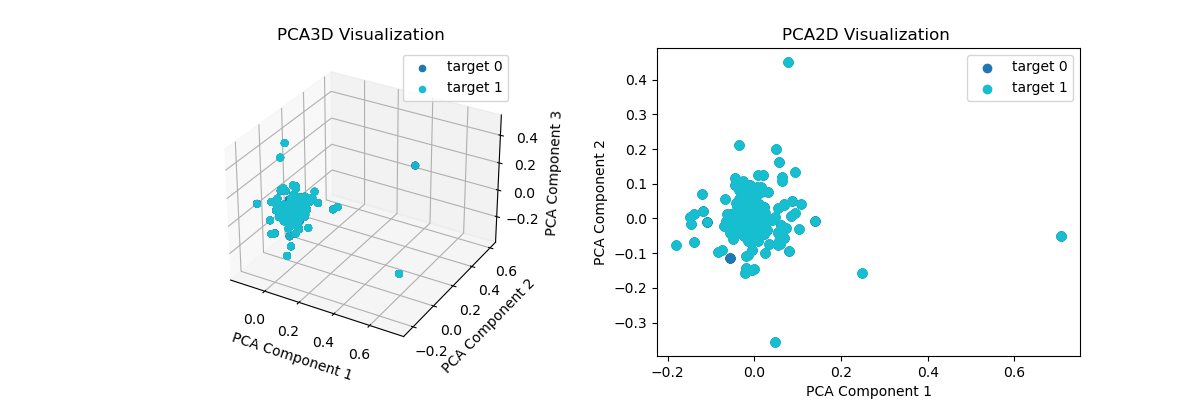 PCA3D Visualization
target 0
target 1
0.4
0.2
0.0
−0.2
PCA Component 3
0.6
0.4
0.2
0.0
−0.2
PCA Component 2
0.0
0.2
0.4
0.6
PCA Component 1
PCA2D Visualization
target 0
target 1
0.4
0.3
0.2
0.1
0.0
−0.1
−0.2
−0.3
PCA Component 2
−0.2
0.0
0.2
0.4
0.6
PCA Component 1